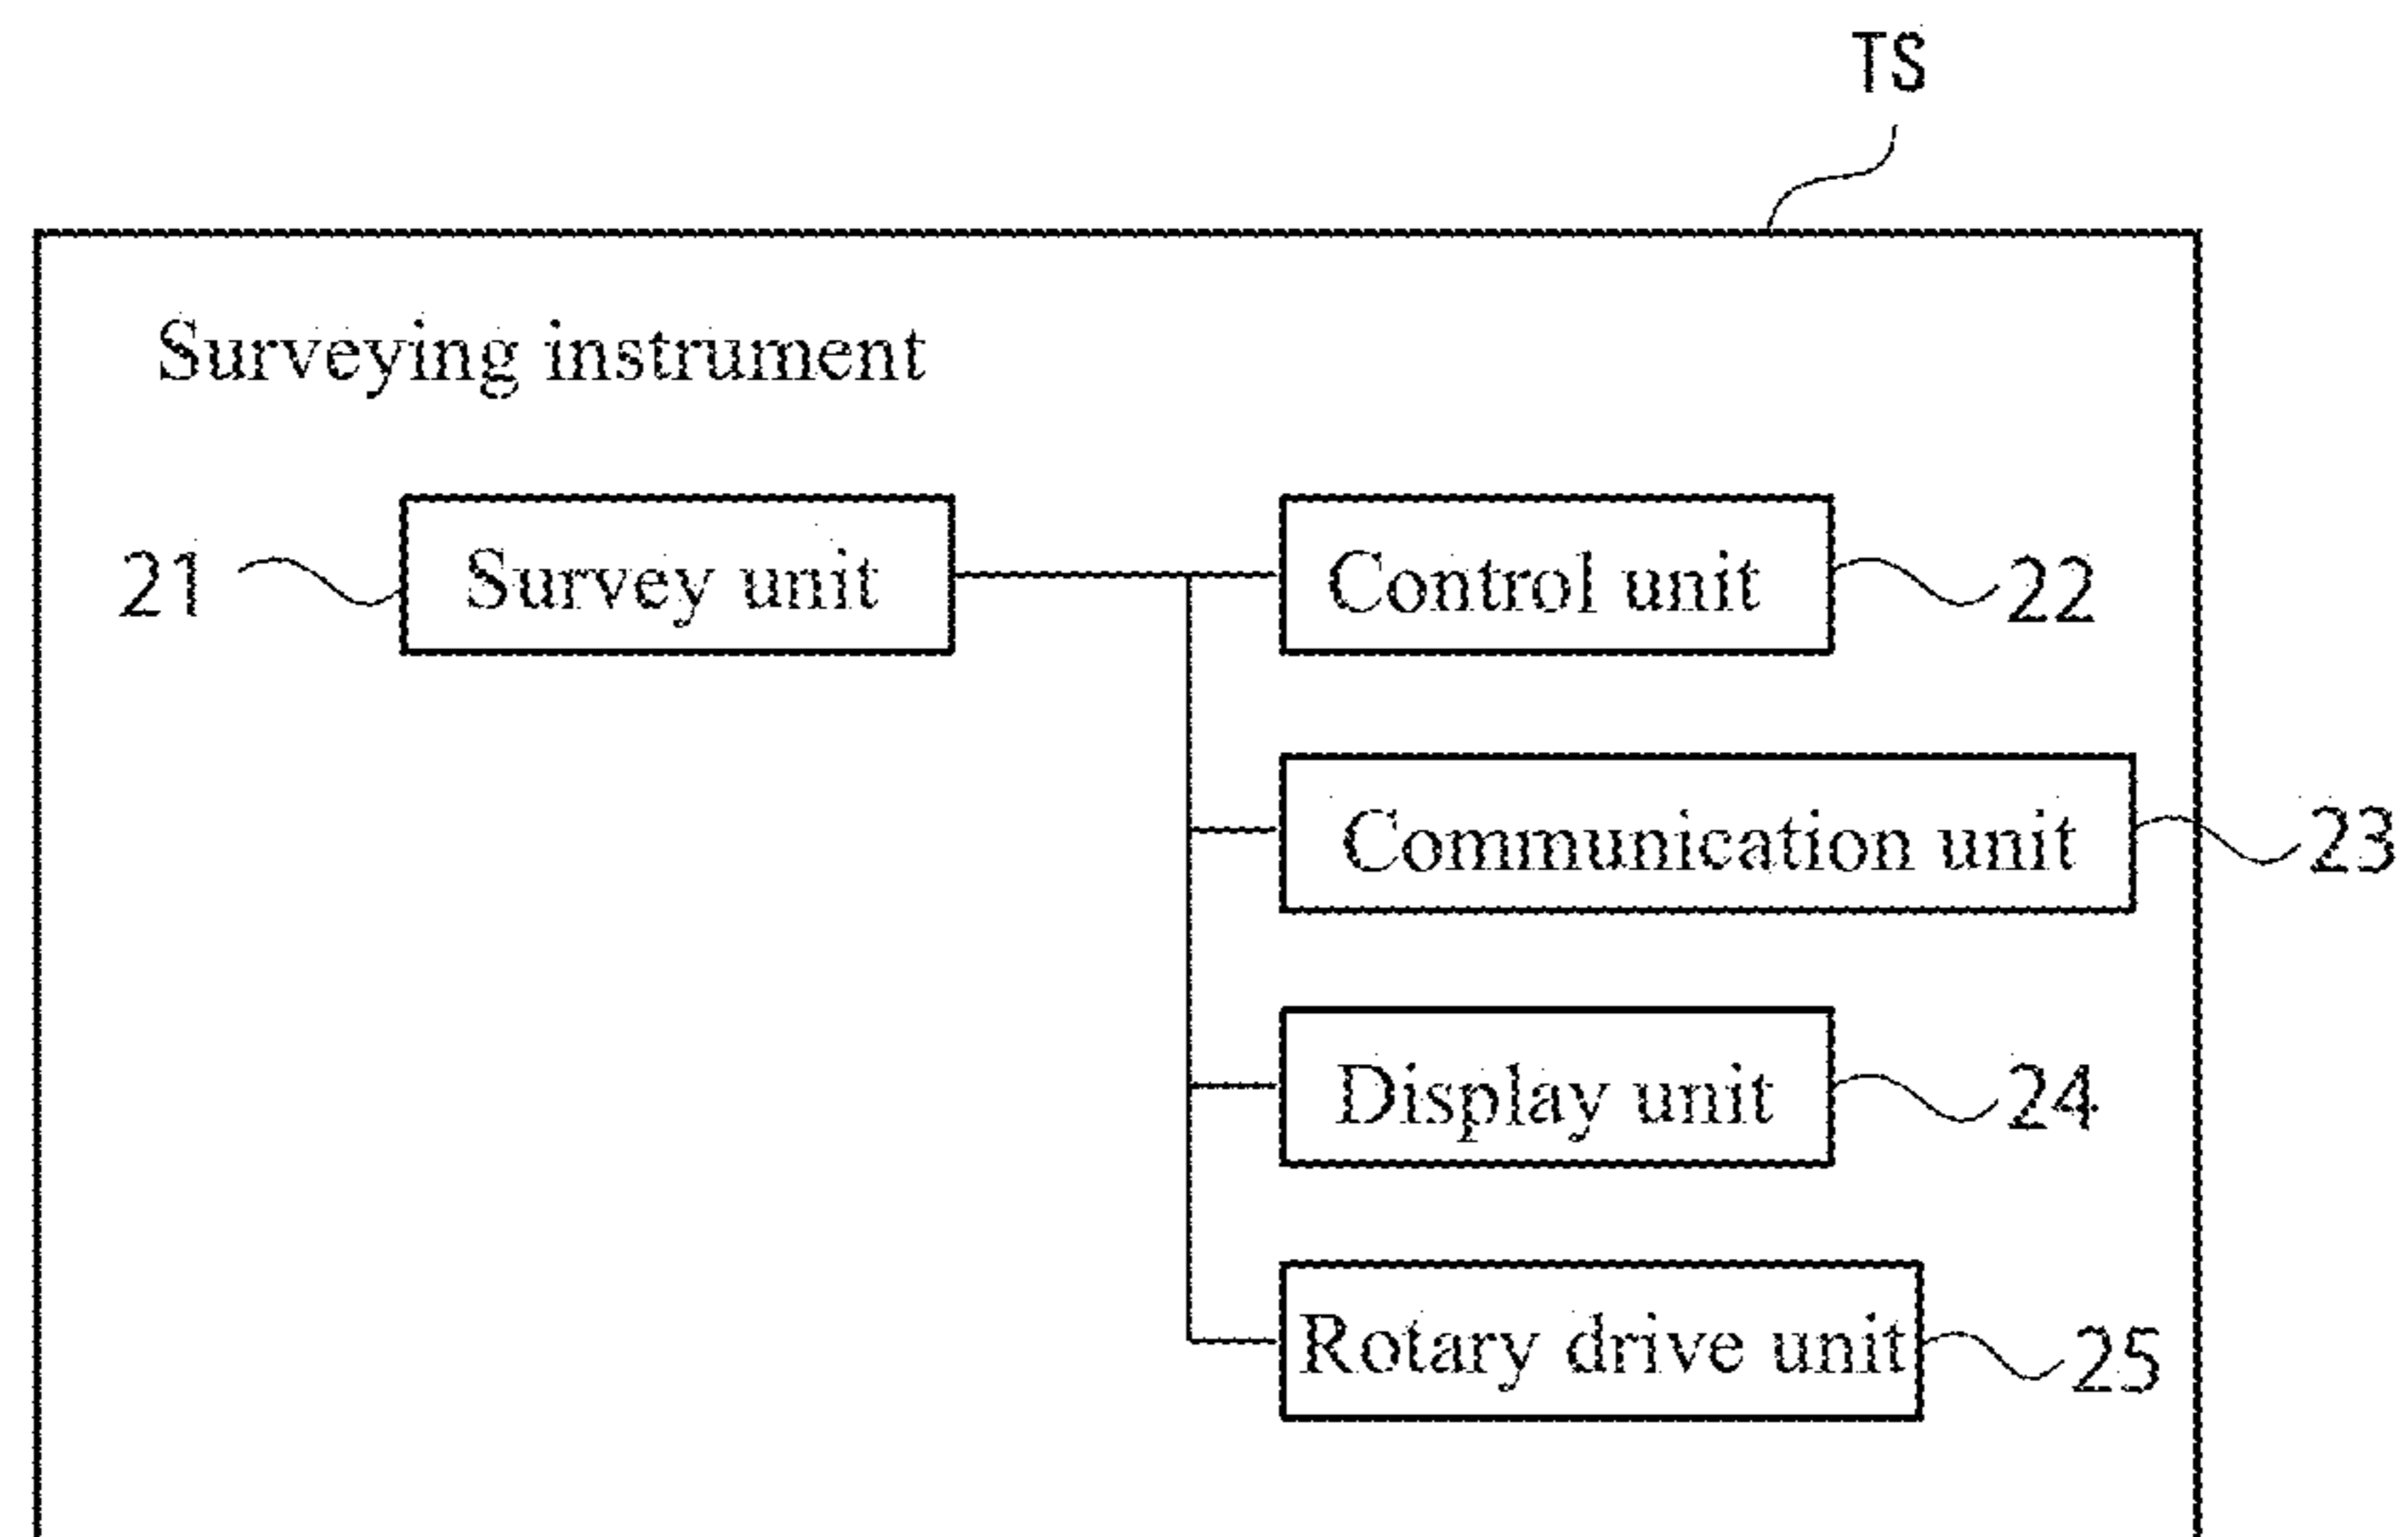 TS
Surveying instrument
21 Survey unit Control unit 22
Communication unit 23
Display unit 24
Rotary drive unit 25